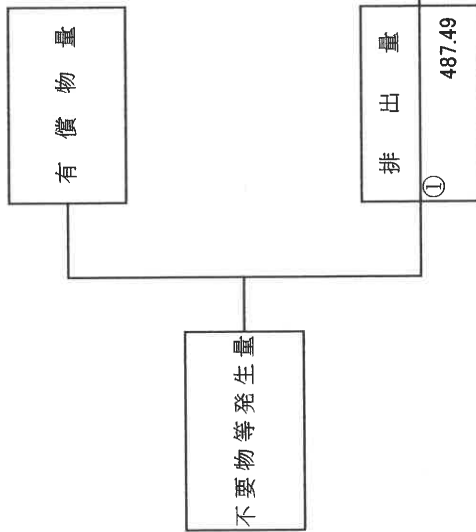 有償物量
不要物等発生量
排出量
①
487.49